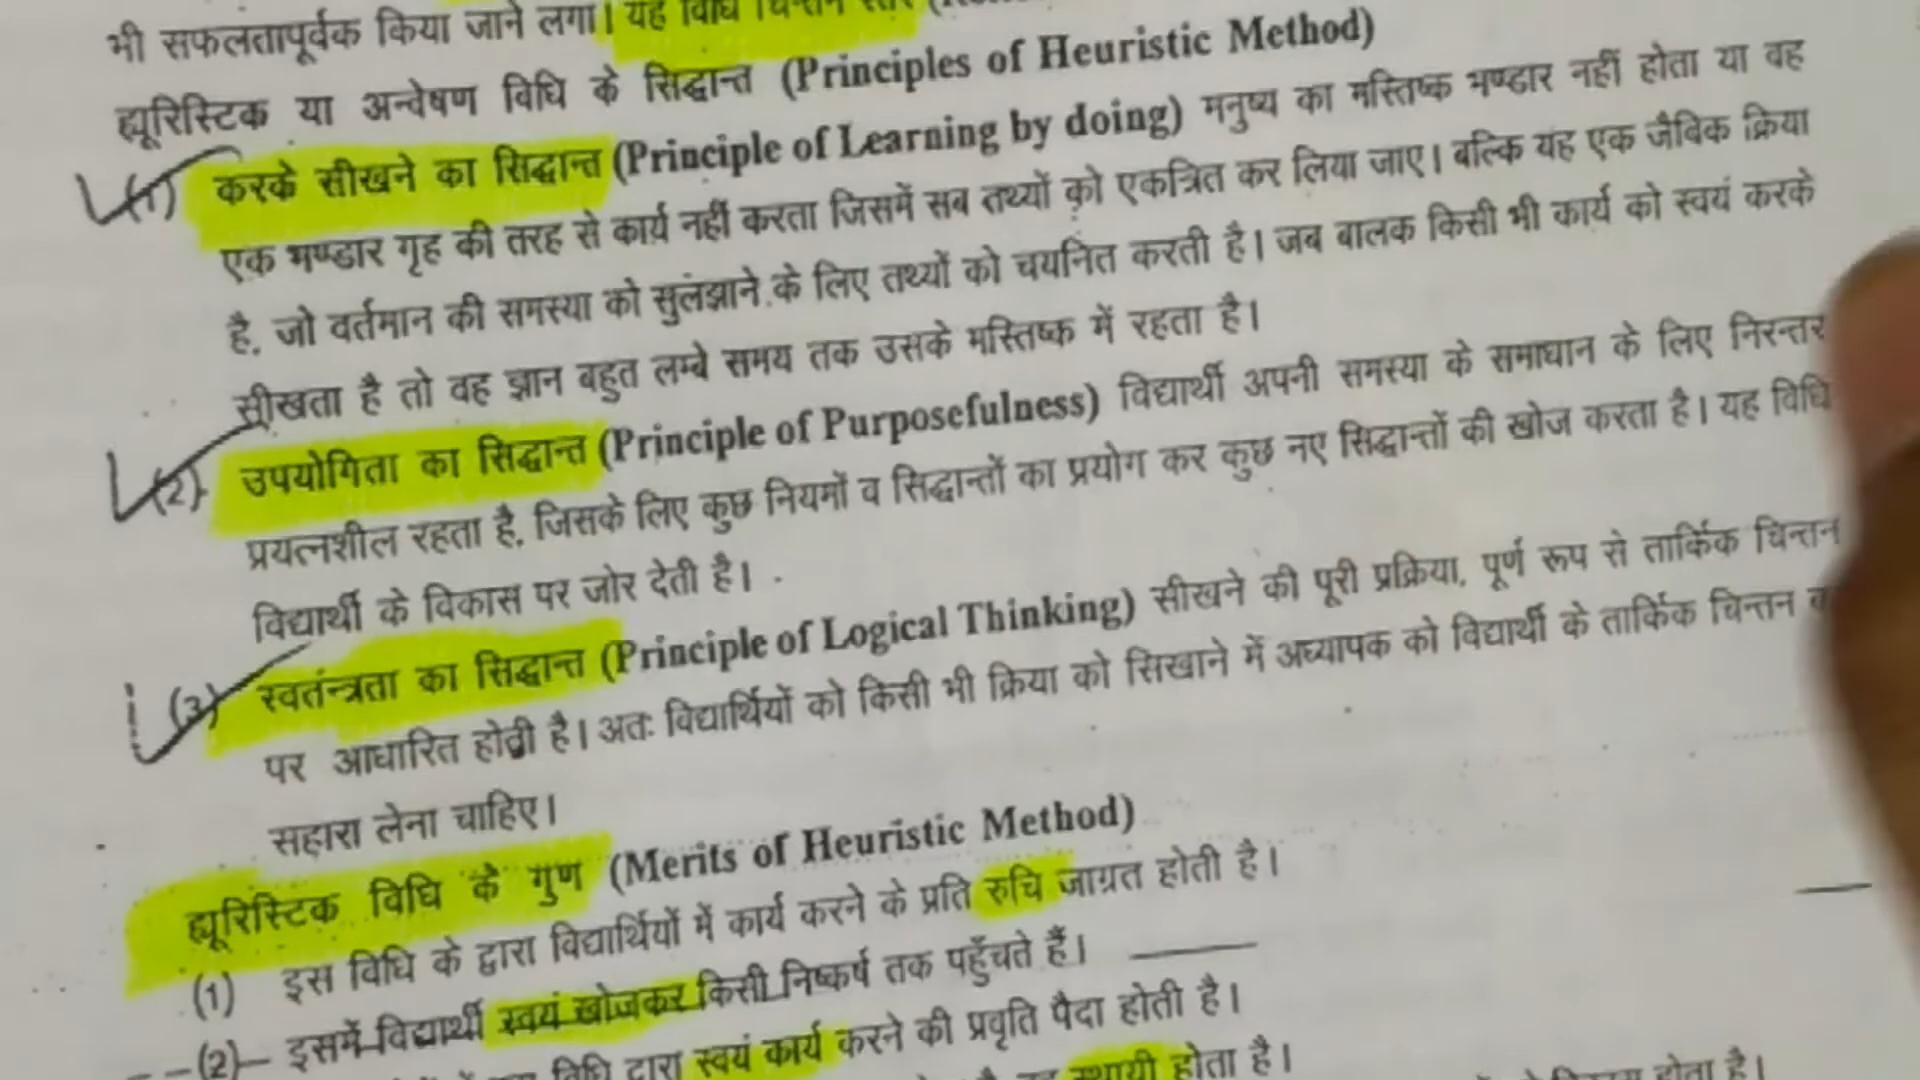 भी सफलतापूर्वक किया जाने लगा। यह विधि चिन्तन स्तर
ह्यूरिस्टिक या अन्वेषण विधि के सिद्धान्त (Principles of Heuristic Method)
(1) करके सीखने का सिद्धान्त (Principle of Learning by doing) मनुष्य का मस्तिष्क भण्डार नहीं होता या वह
एक भण्डार गृह की तरह से कार्य नहीं करता जिसमें सब तथ्यों को एकत्रित कर लिया जाए। बल्कि यह एक जैविक क्रिया
है, जो वर्तमान की समस्या को सुलंझाने के लिए तथ्यों को चयनित करती है। जब बालक किसी भी कार्य को स्वयं करके
सीखता है तो वह ज्ञान बहुत लम्बे समय तक उसके मस्तिष्क में रहता है।
(2) उपयोगिता का सिद्धान्त (Principle of Purposefulness) विद्यार्थी अपनी समस्या के समाधान के लिए निरन्तर
प्रयत्नशील रहता है, जिसके लिए कुछ नियमों व सिद्धान्तों का प्रयोग कर कुछ नए सिद्धान्तों की खोज करता है। यह विधि
विद्यार्थी के विकास पर जोर देती है।
(3) स्वतंन्त्रता का सिद्धान्त (Principle of Logical Thinking) सीखने की पूरी प्रक्रिया, पूर्ण रूप से तार्किक चिन्तन
पर आधारित होती है। अतः विद्यार्थियों को किसी भी क्रिया को सिखाने में अध्यापक को विद्यार्थी के तार्किक चिन्तन
सहारा लेना चाहिए।
ह्यूरिस्टिक विधि के गुण (Merits of Heuristic Method)
(1) इस विधि के द्वारा विद्यार्थियों में कार्य करने के प्रति रुचि जाग्रत होती है।
(2) इसमें विद्यार्थी स्वयं खोजकर किसी निष्कर्ष तक पहुँचते हैं।
विधि द्वारा स्वयं कार्य करने की प्रवृति पैदा होती है।
स्थायी होता है।
होता है।